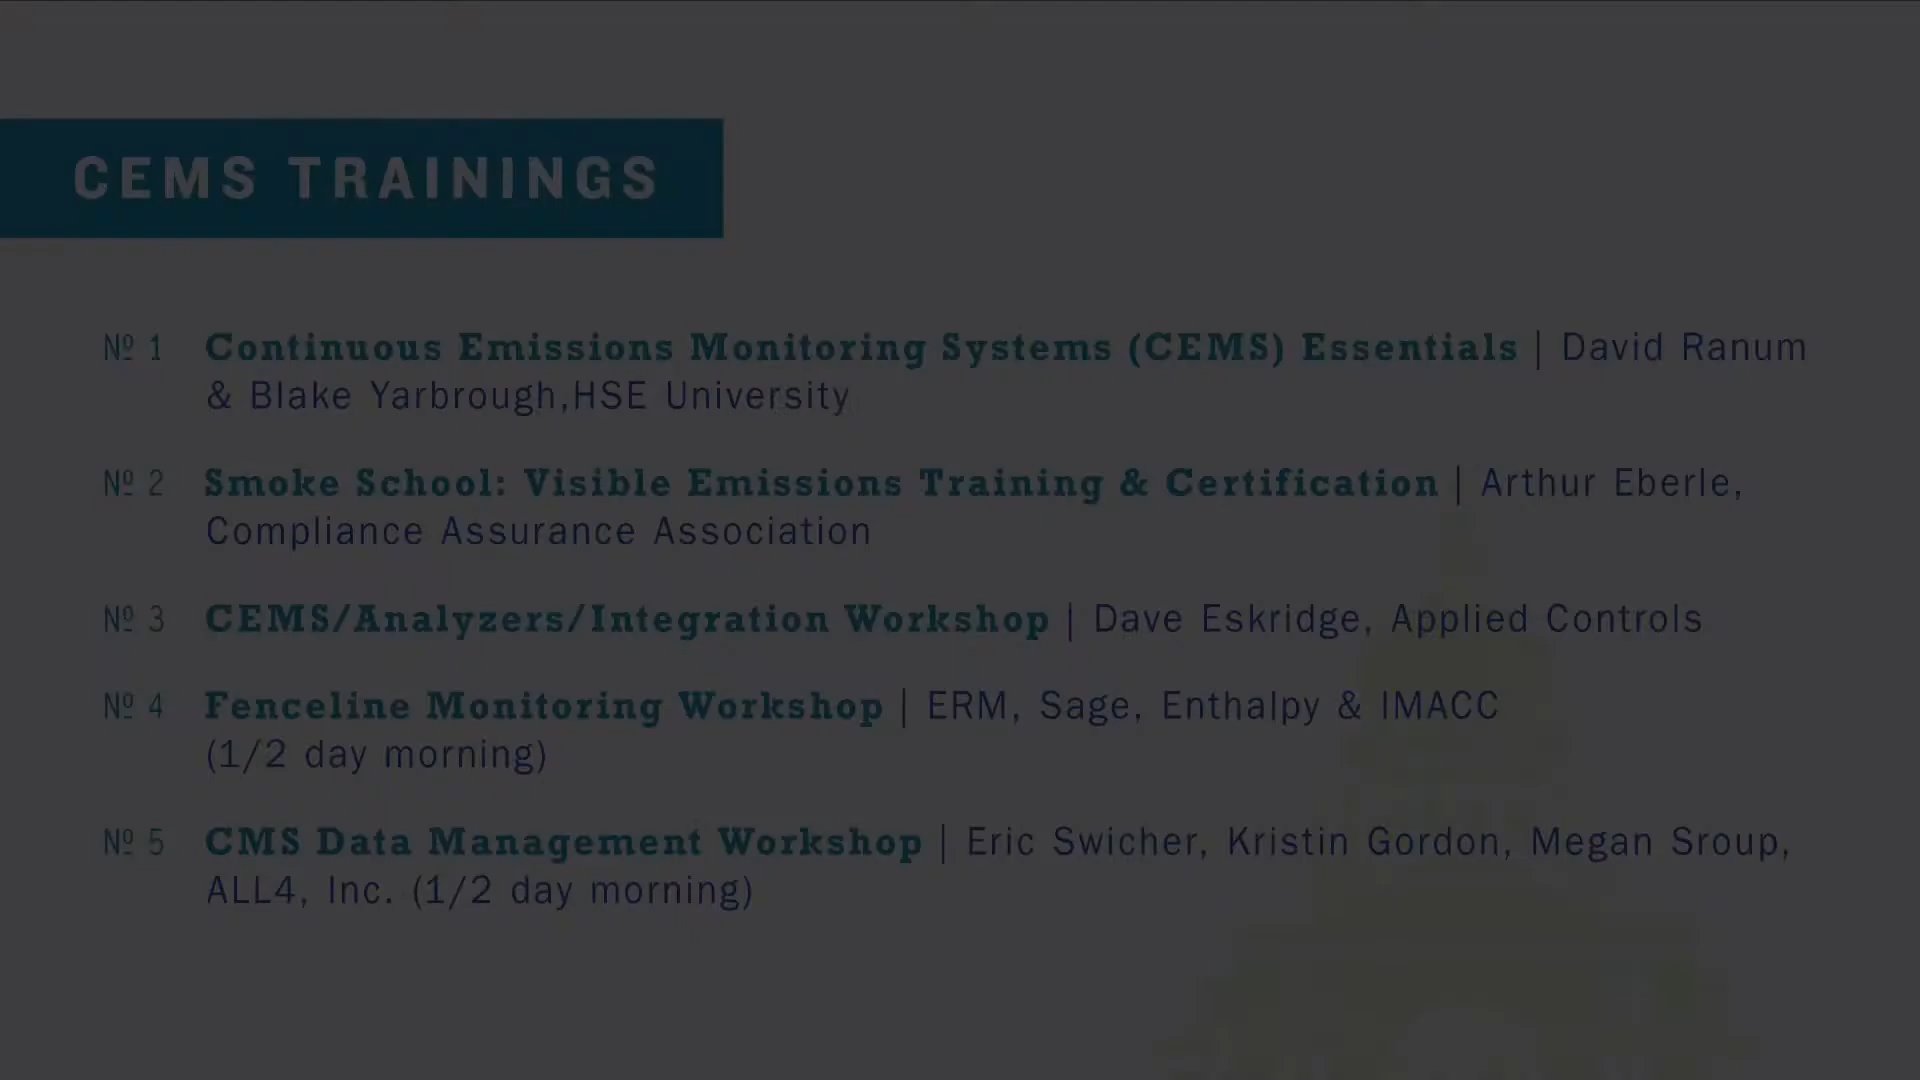 CEMS TRAININGS
Nº 1 Continuous Emissions Monitoring Systems (CEMS) Essentials | David Ranum
& Blake Yarbrough,HSE University
Nº 2 Smoke School: Visible Emissions Training & Certification | Arthur Eberle,
Compliance Assurance Association
Nº 3 CEMS/Analyzers/Integration Workshop | Dave Eskridge, Applied Controls
Nº 4 Fenceline Monitoring Workshop | ERM, Sage, Enthalpy & IMACC
(1/2 day morning)
Nº 5 CMS Data Management Workshop | Eric Swicher, Kristin Gordon, Megan Sroup,
ALL4, Inc. (1/2 day morning)